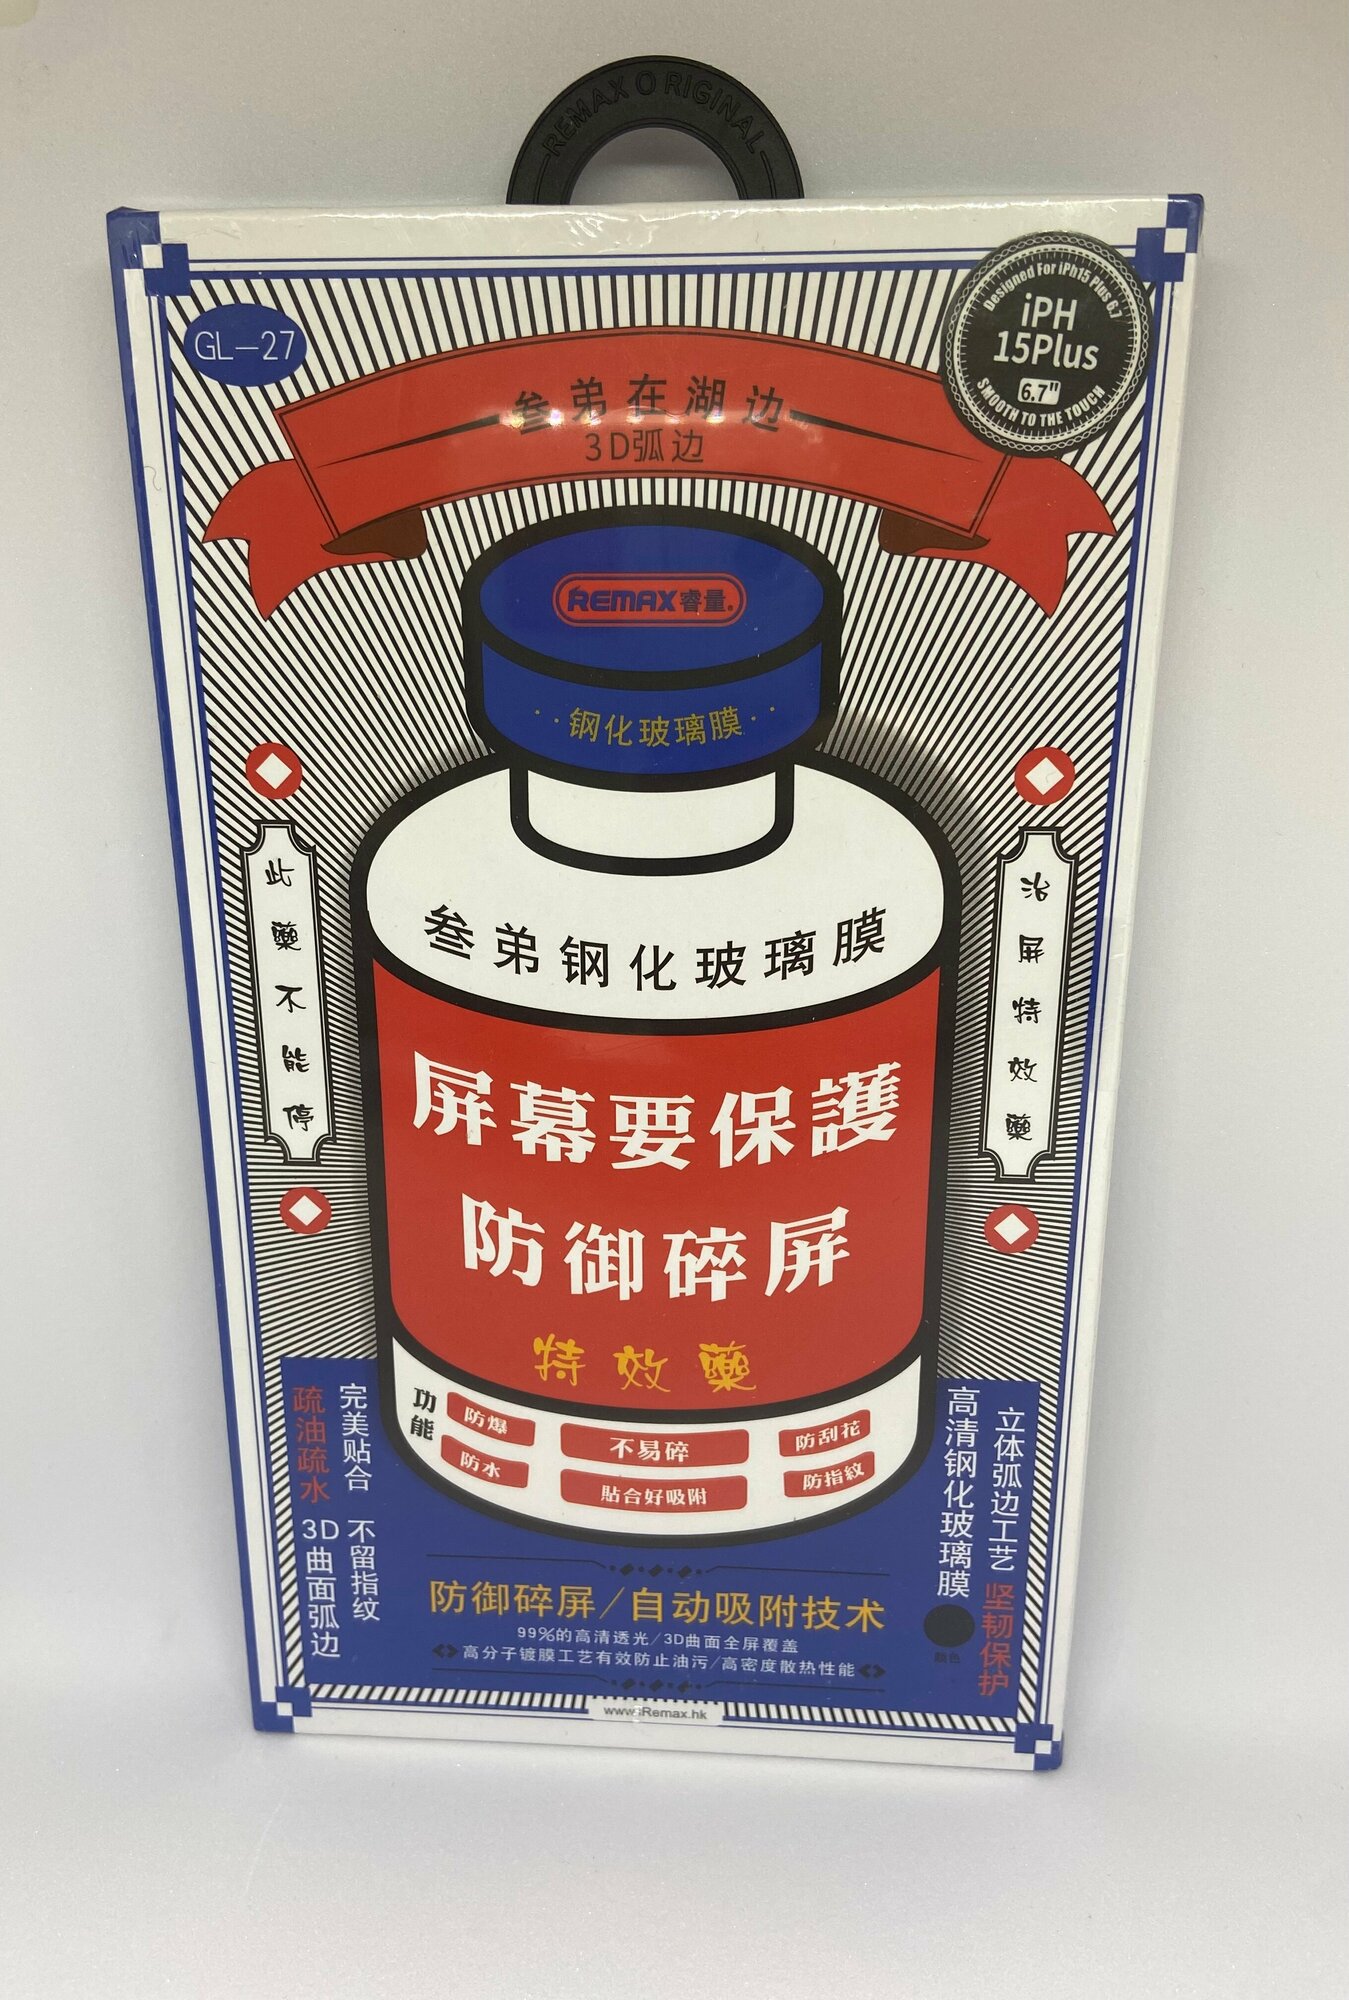 REMAX ORIGINAL
GL-27
Designed For iPh15 Plus 6.7
iPH
15Plus
6.7"
SMOOTH TO THE TOUCH
叁弟在湖边
3D弧边
REMAX睿量
钢化玻璃膜
叁弟钢化玻璃膜
此藥不能停
治屏特效藥
屏幕要保護
防御碎屏
特效藥
功能
防爆
不易碎
防刮花
防水
貼合好吸附
防指紋
完美贴合 不留指纹
疏油疏水 3D曲面弧边
立体弧边工艺 坚韧保护
高清钢化玻璃膜
颜色
防御碎屏/自动吸附技术
99%的高清透光/3D曲面全屏覆盖
高分子镀膜工艺有效防止油污/高密度散热性能
www.iRemax.hk